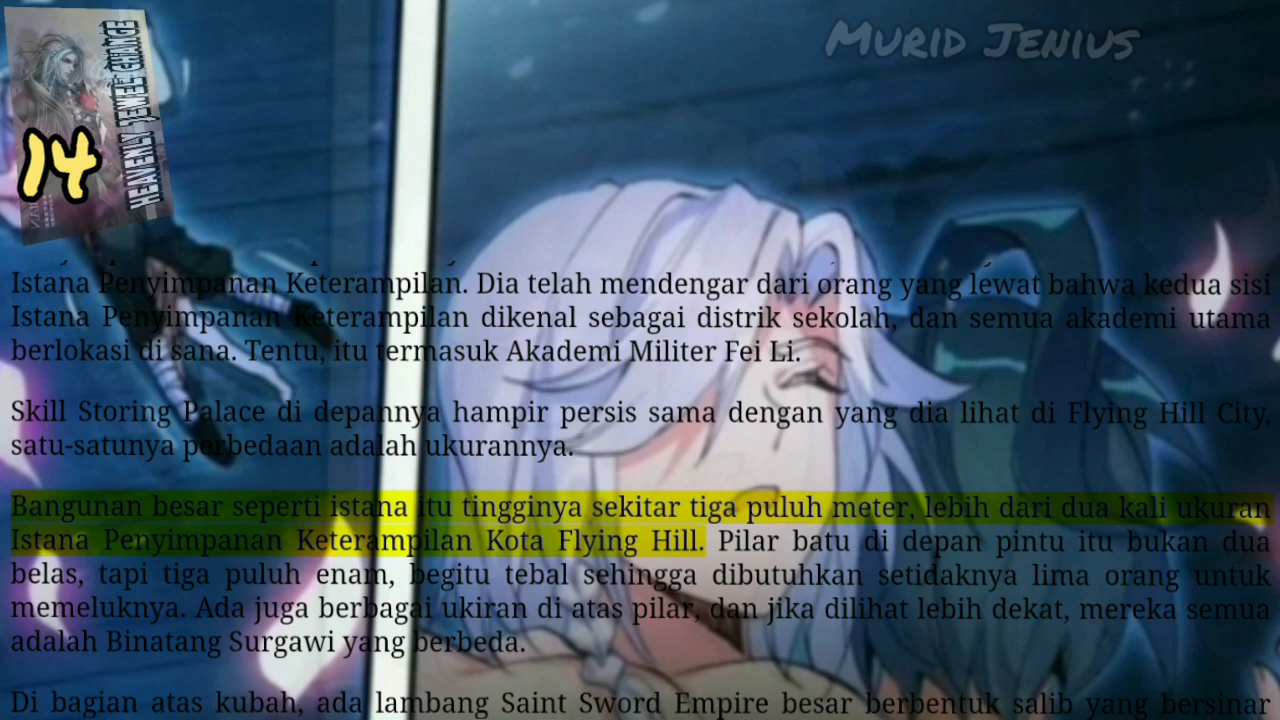 Murid Jenius
HEAVENLY JEWEL CHANGE
14
Istana Penyimpanan Keterampilan. Dia telah mendengar dari orang yang lewat bahwa kedua sisi
Istana Penyimpanan Keterampilan dikenal sebagai distrik sekolah, dan semua akademi utama
berlokasi di sana. Tentu, itu termasuk Akademi Militer Fei Li.
Skill Storing Palace di depannya hampir persis sama dengan yang dia lihat di Flying Hill City,
satu-satunya perbedaan adalah ukurannya.
Bangunan besar seperti istana itu tingginya sekitar tiga puluh meter, lebih dari dua kali ukuran
Istana Penyimpanan Keterampilan Kota Flying Hill. Pilar batu di depan pintu itu bukan dua
belas, tapi tiga puluh enam, begitu tebal sehingga dibutuhkan setidaknya lima orang untuk
memeluknya. Ada juga berbagai ukiran di atas pilar, dan jika dilihat lebih dekat, mereka semua
adalah Binatang Surgawi yang berbeda.
Di bagian atas kubah, ada lambang Saint Sword Empire besar berbentuk salib yang bersinar